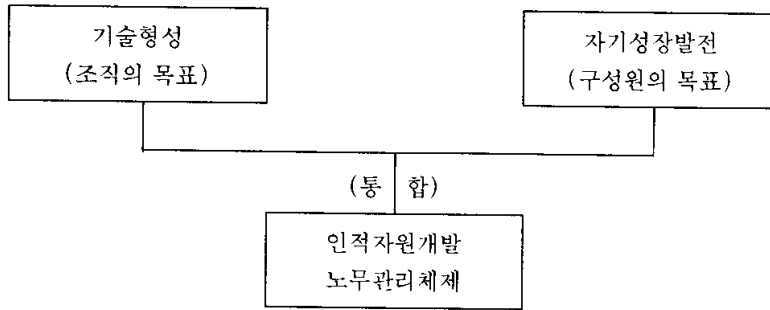 기술형성
(조직의 목표)
자기성장발전
(구성원의 목표)
(통 합)
인적자원개발
노무관리체제